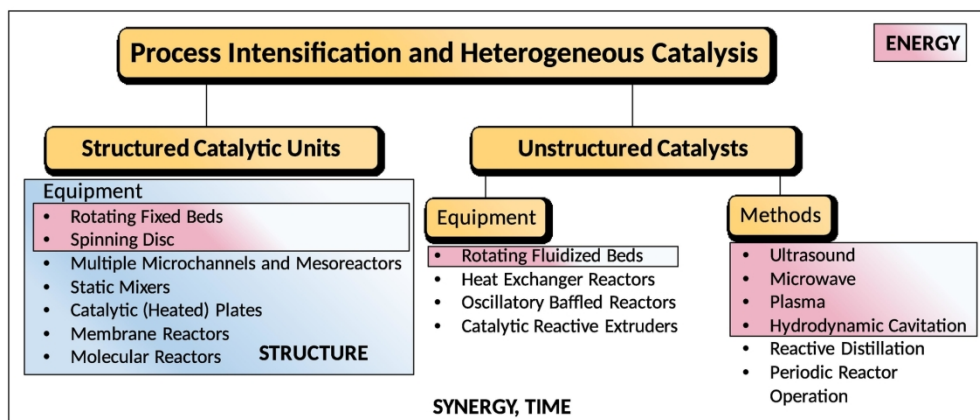 Process Intensification and Heterogeneous Catalysis
ENERGY
Structured Catalytic Units
Equipment
• Rotating Fixed Beds
• Spinning Disc
• Multiple Microchannels and Mesoreactors
• Static Mixers
• Catalytic (Heated) Plates
• Membrane Reactors
• Molecular Reactors
STRUCTURE
Unstructured Catalysts
Equipment
• Rotating Fluidized Beds
• Heat Exchanger Reactors
• Oscillatory Baffled Reactors
• Catalytic Reactive Extruders
Methods
• Ultrasound
• Microwave
• Plasma
• Hydrodynamic Cavitation
• Reactive Distillation
• Periodic Reactor
Operation
SYNERGY, TIME